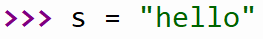 >>> s = "hello"